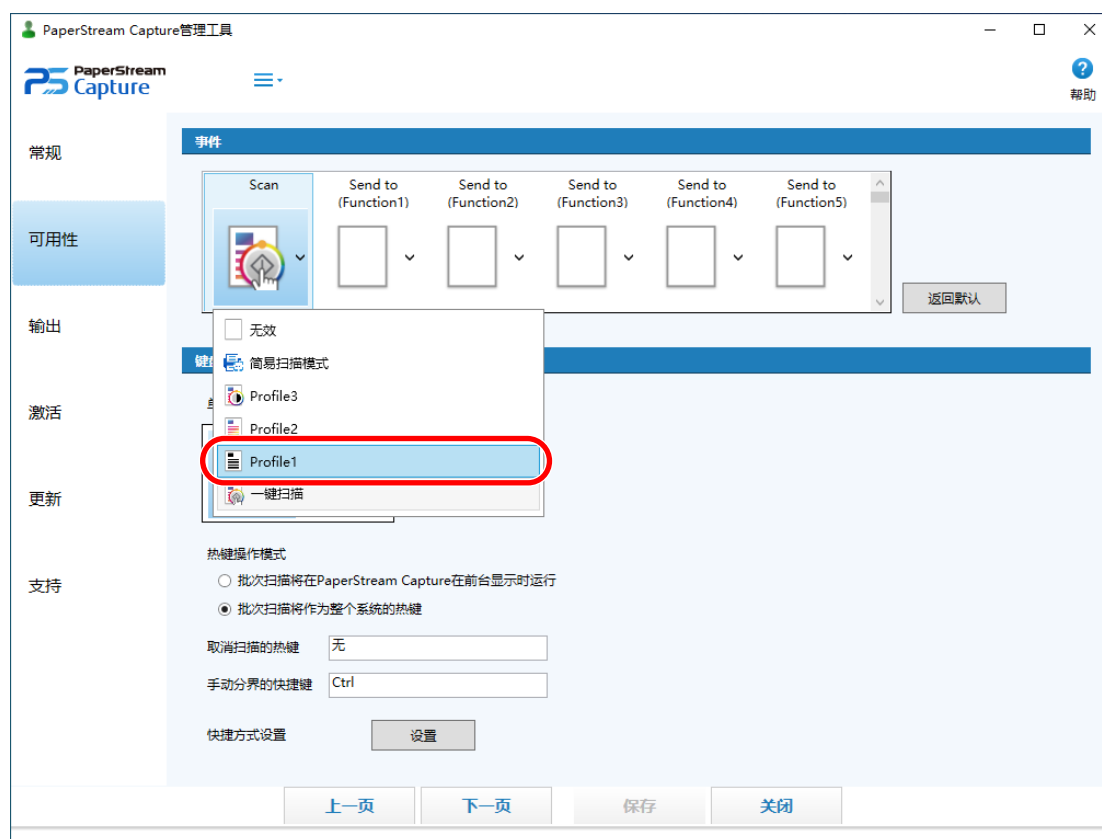 PaperStream Capture管理工具
PaperStream
Capture
帮助
常规
可用性
输出
激活
更新
支持
事件
Scan
Send to
(Function1)
Send to
(Function2)
Send to
(Function3)
Send to
(Function4)
Send to
(Function5)
返回默认
无效
简易扫描模式
Profile3
Profile2
Profile1
一键扫描
热键操作模式
批次扫描将在PaperStream Capture在前台显示时运行
批次扫描将作为整个系统的热键
取消扫描的热键 无
手动分界的快捷键 Ctrl
快捷方式设置 设置
上一页 下一页 保存 关闭